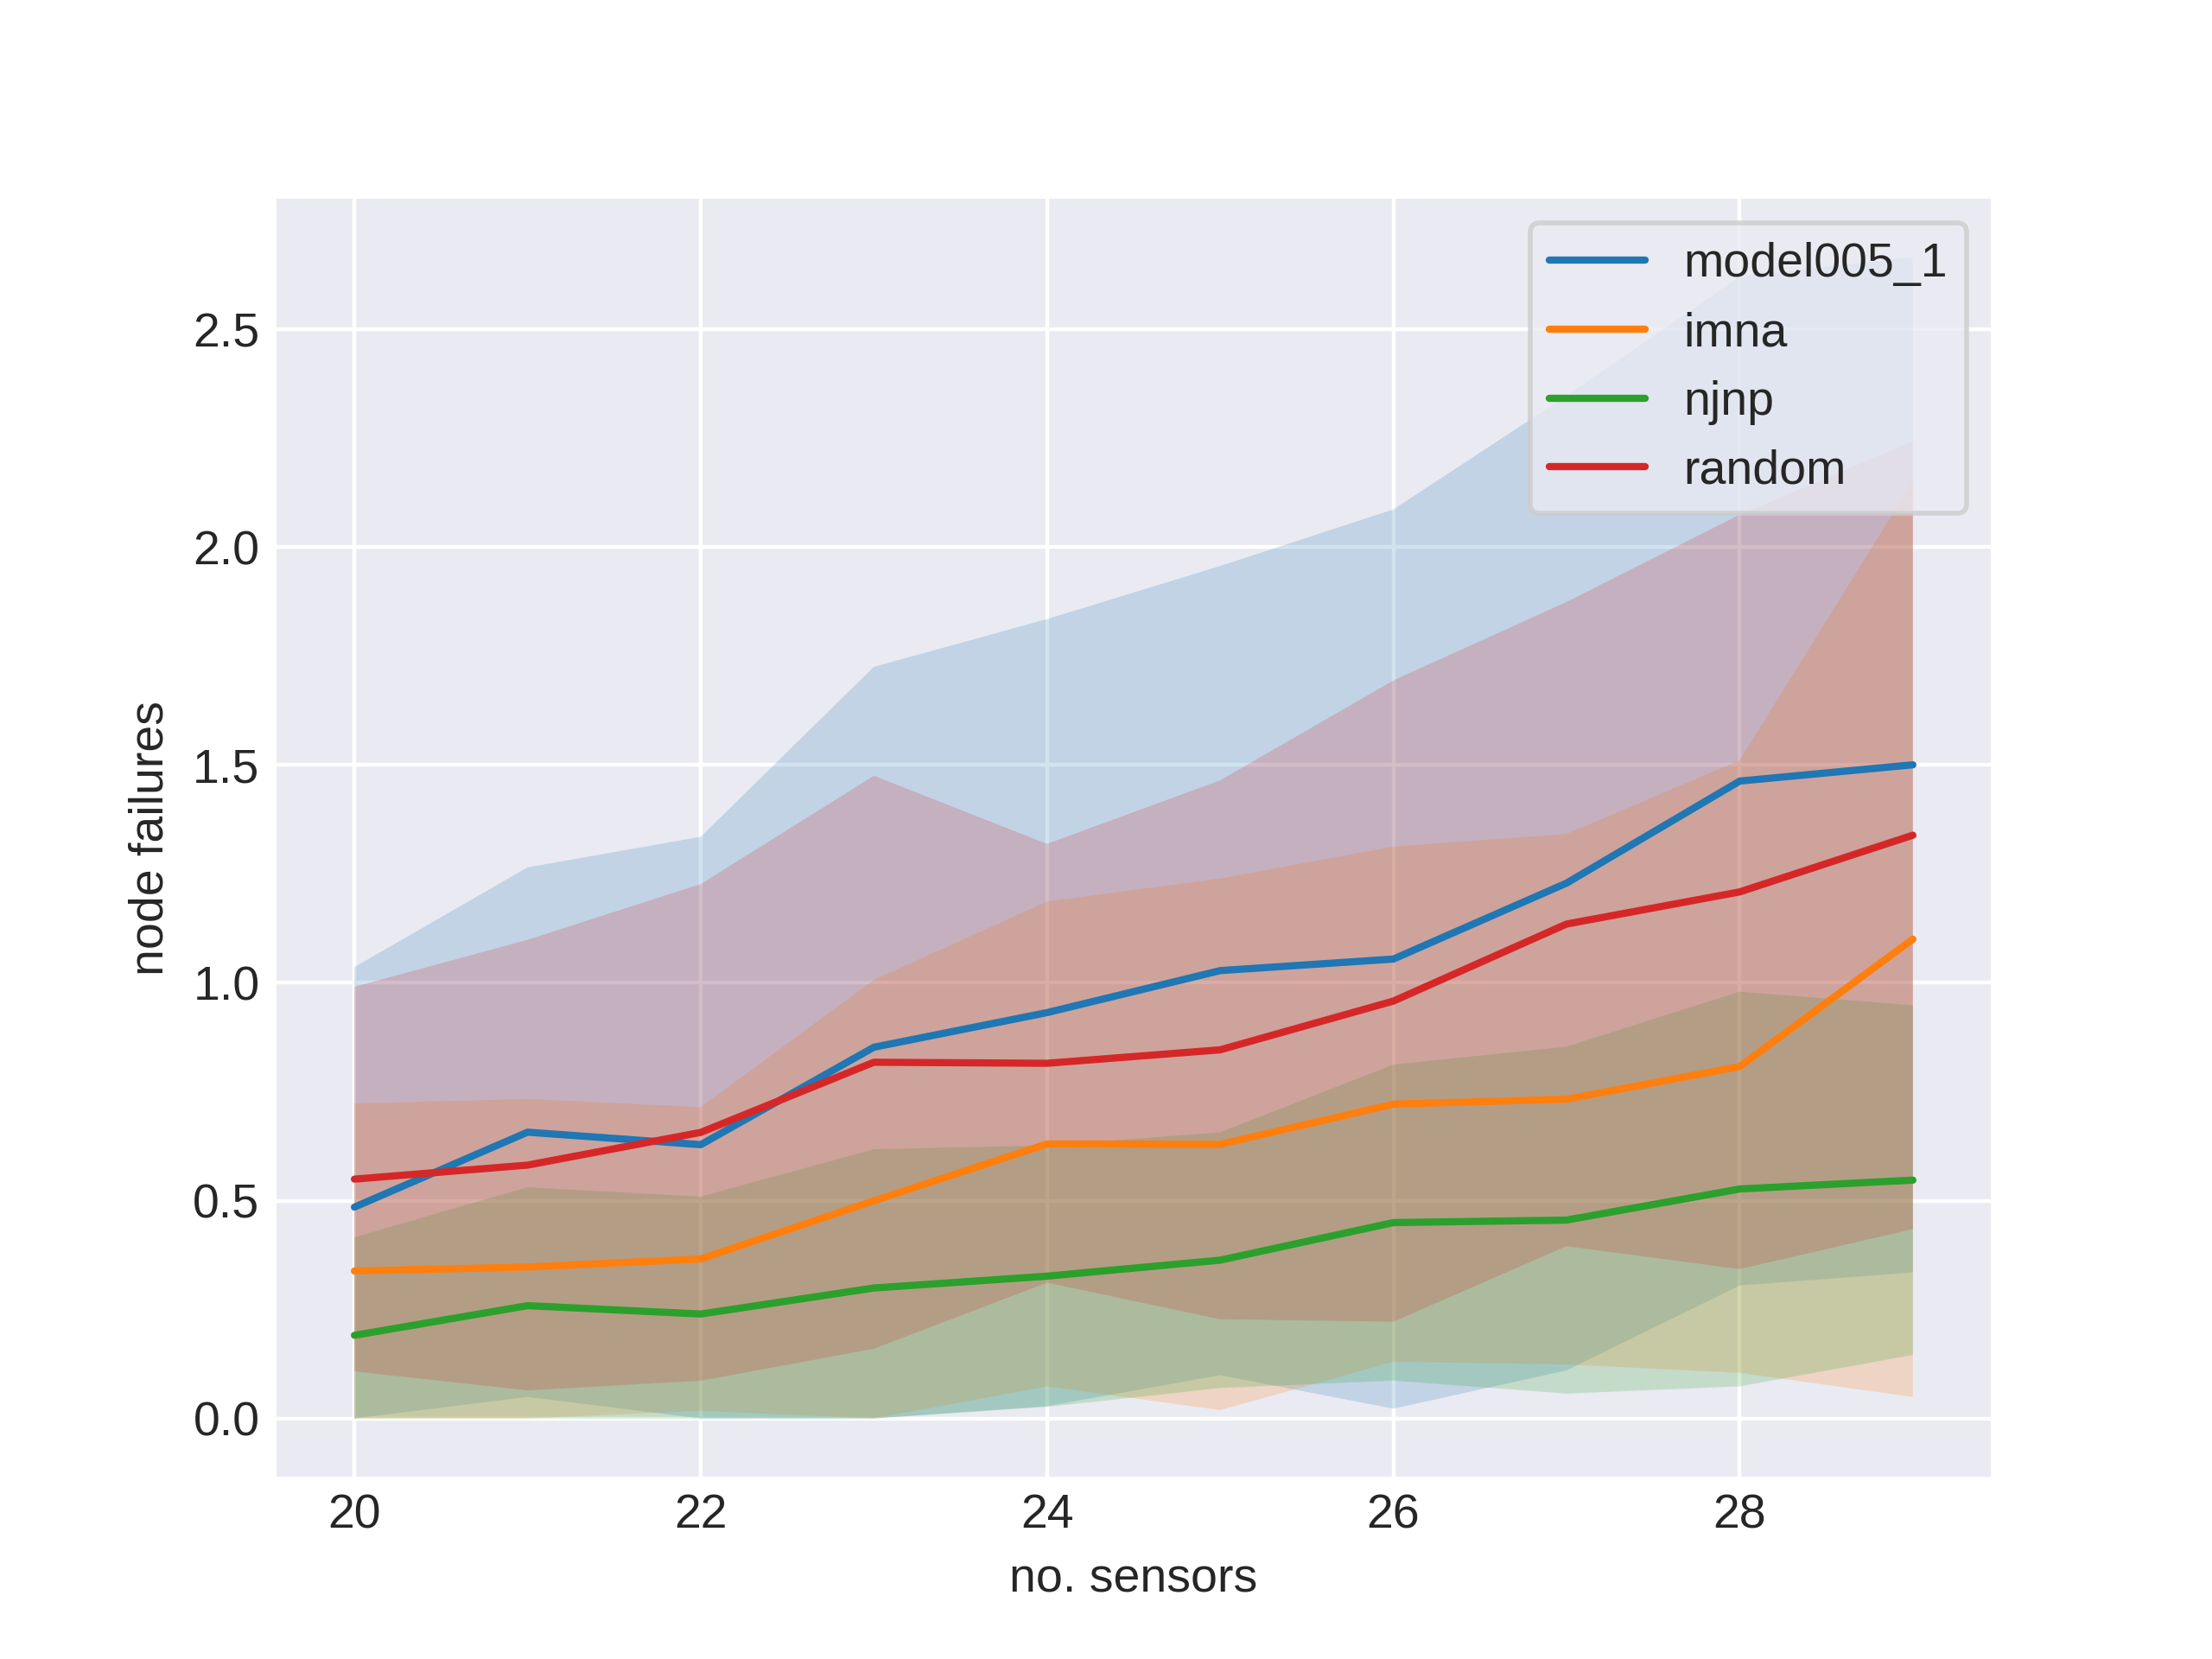 model005_1
imna
njnp
random
2.5
2.0
1.5
1.0
0.5
0.0
node failures
20 22 24 26 28
no. sensors